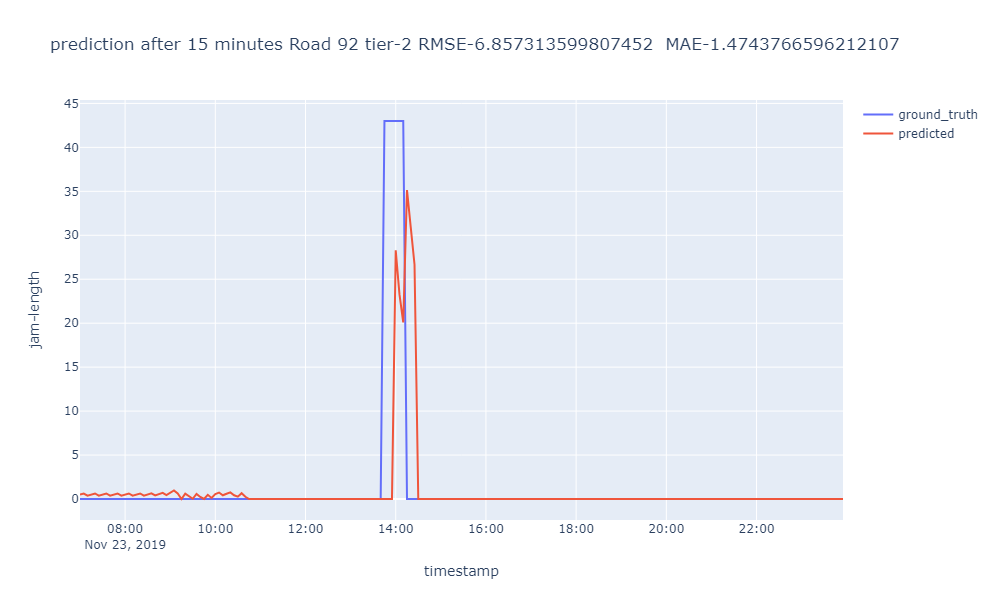 prediction after 15 minutes Road 92 tier-2 RMSE-6.857313599807452  MAE-1.4743766596212107
45
40
35
30
25
20
15
10
5
0
jam-length
08:00 10:00 12:00 14:00 16:00 18:00 20:00 22:00
Nov 23, 2019
timestamp
ground_truth
predicted